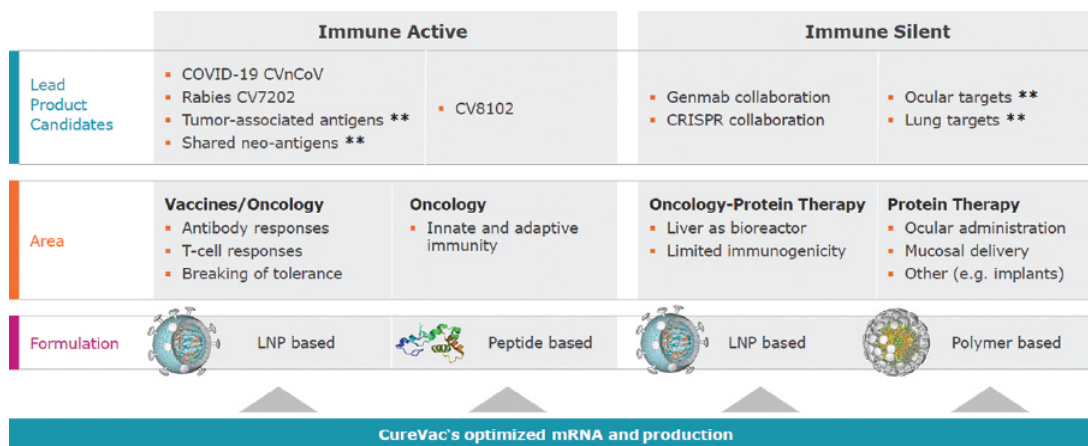 Immune Active
Immune Silent
Lead
Product
Candidates
▪ COVID-19 CVnCoV
▪ Rabies CV7202
▪ Tumor-associated antigens **
▪ Shared neo-antigens **
▪ CV8102
▪ Genmab collaboration
▪ CRISPR collaboration
▪ Ocular targets **
▪ Lung targets **
Area
Vaccines/Oncology
▪ Antibody responses
▪ T-cell responses
▪ Breaking of tolerance
Oncology
▪ Innate and adaptive
immunity
Oncology-Protein Therapy
▪ Liver as bioreactor
▪ Limited immunogenicity
Protein Therapy
▪ Ocular administration
▪ Mucosal delivery
▪ Other (e.g. implants)
Formulation
LNP based
Peptide based
LNP based
Polymer based
CureVac`s optimized mRNA and production